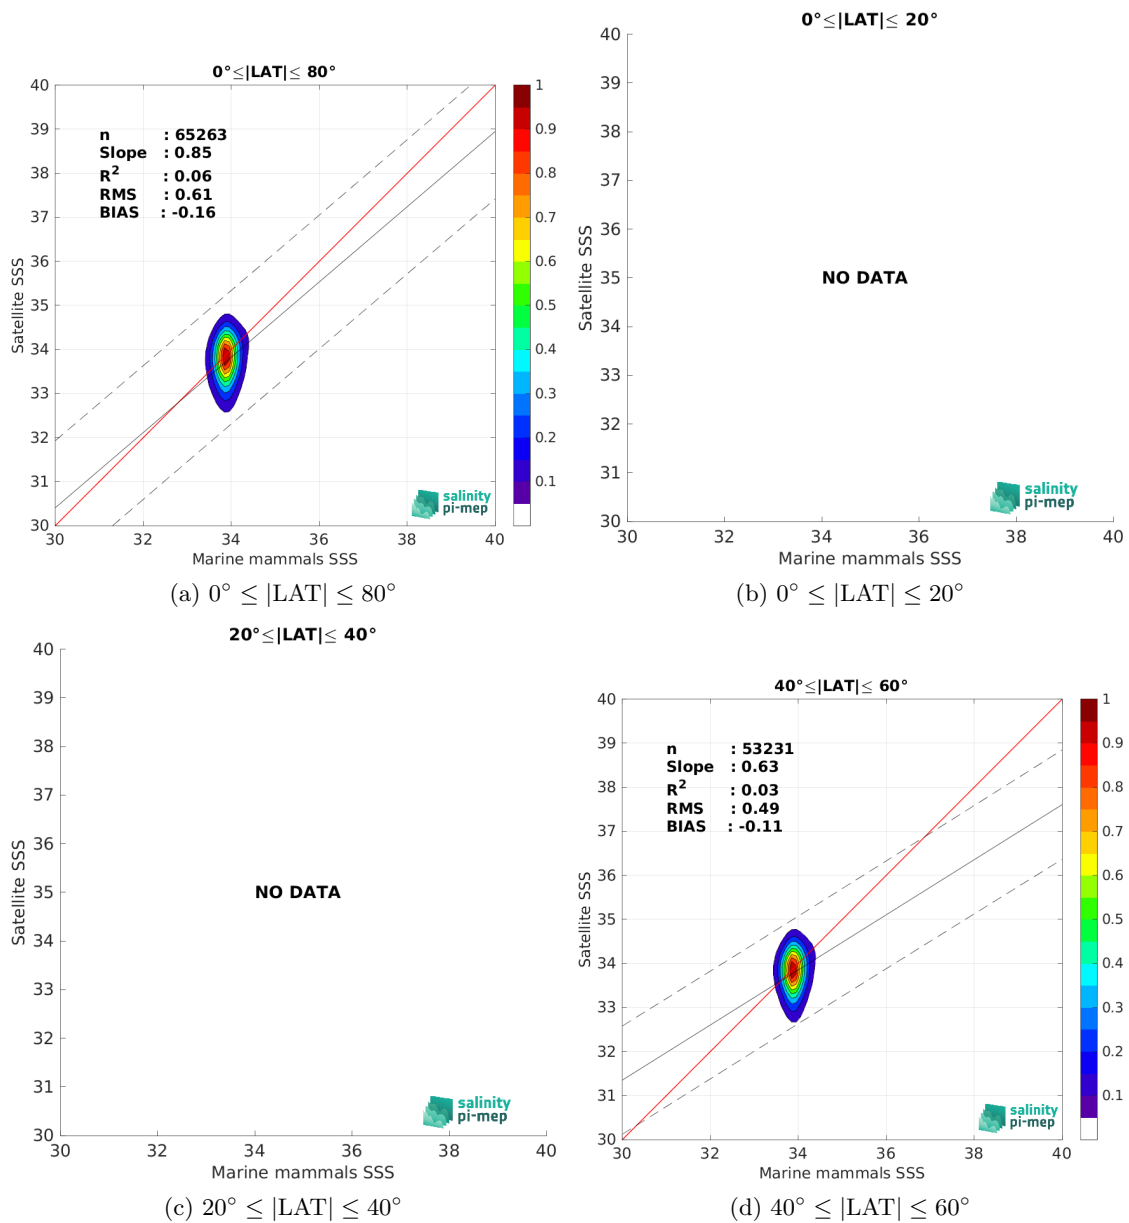 0°≤|LAT|≤ 80°
40
39
38
37
36
35
34
33
32
31
30
n : 65263
Slope : 0.85
R² : 0.06
RMS : 0.61
BIAS : -0.16
1
0.9
0.8
0.7
0.6
0.5
0.4
0.3
0.2
0.1
Satellite SSS
salinity
pi-mep
30 32 34 36 38 40
Marine mammals SSS
(a) 0° ≤ |LAT| ≤ 80°
0°≤|LAT|≤ 20°
40
39
38
37
36
35
34
33
32
31
30
Satellite SSS
NO DATA
salinity
pi-mep
30 32 34 36 38 40
Marine mammals SSS
(b) 0° ≤ |LAT| ≤ 20°
20°≤|LAT|≤ 40°
40
39
38
37
36
35
34
33
32
31
30
Satellite SSS
NO DATA
salinity
pi-mep
30 32 34 36 38 40
Marine mammals SSS
(c) 20° ≤ |LAT| ≤ 40°
40°≤|LAT|≤ 60°
40
39
38
37
36
35
34
33
32
31
30
n : 53231
Slope : 0.63
R² : 0.03
RMS : 0.49
BIAS : -0.11
1
0.9
0.8
0.7
0.6
0.5
0.4
0.3
0.2
0.1
Satellite SSS
salinity
pi-mep
30 32 34 36 38 40
Marine mammals SSS
(d) 40° ≤ |LAT| ≤ 60°